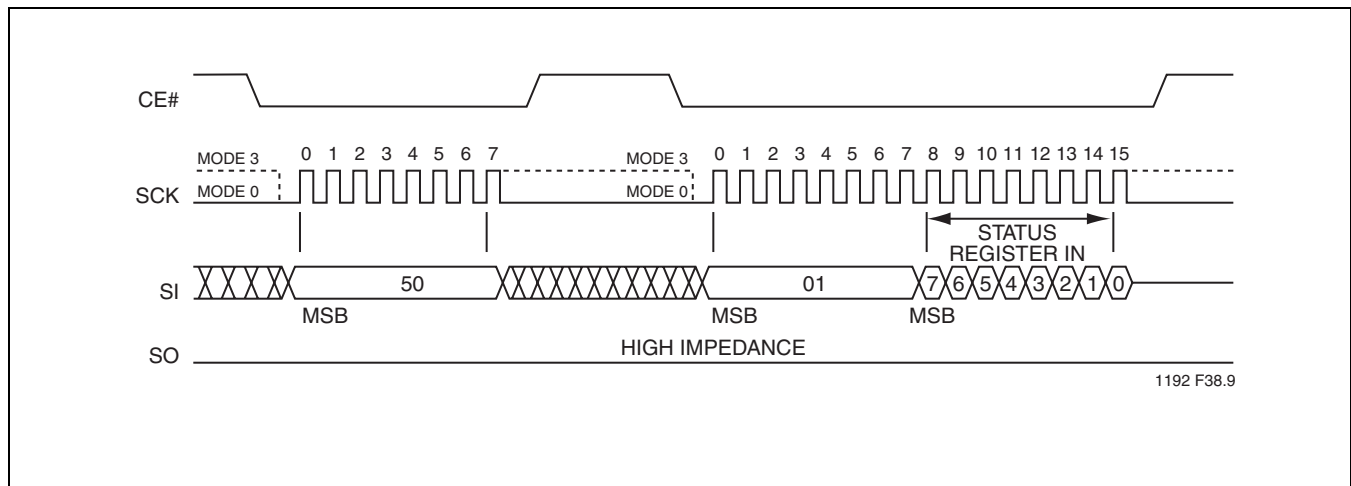 CE#
MODE 3 0 1 2 3 4 5 6 7 MODE 3 0 1 2 3 4 5 6 7 8 9 10 11 12 13 14 15
SCK MODE 0 MODE 0
STATUS
REGISTER IN
SI 50 01 7 6 5 4 3 2 1 0
MSB MSB MSB
SO HIGH IMPEDANCE
1192 F38.9